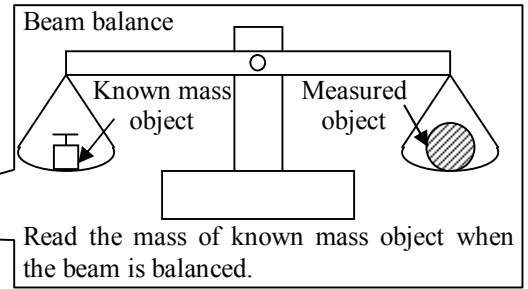 Beam balance
Known mass
object
Measured
object
Read the mass of known mass object when
the beam is balanced.